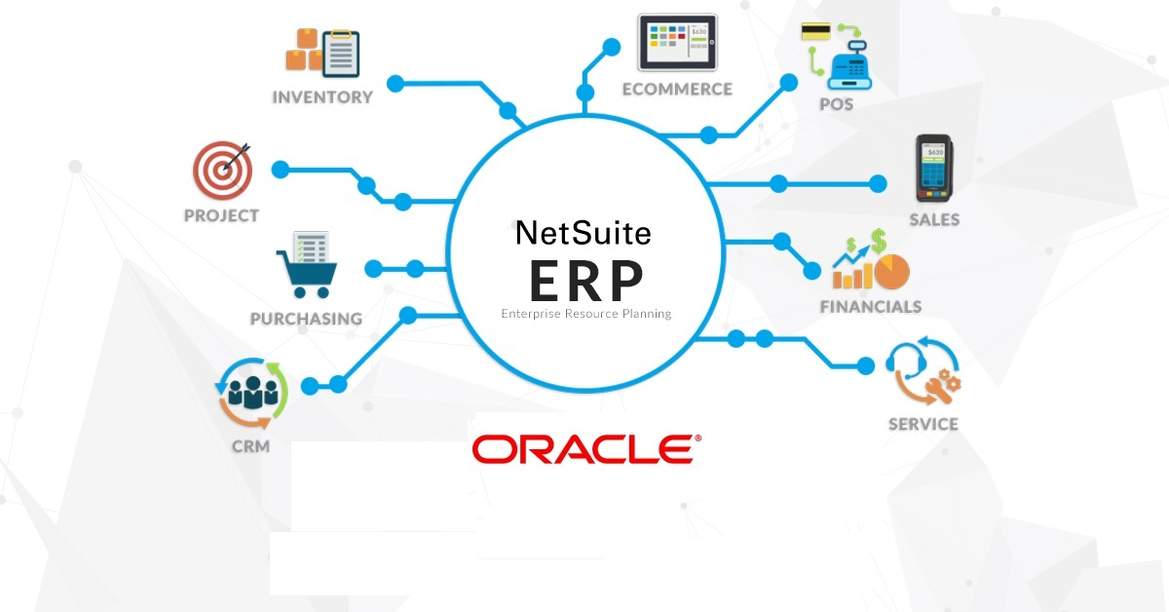 INVENTORY
ECOMMERCE
POS
PROJECT
SALES
PURCHASING
FINANCIALS
CRM
SERVICE
NetSuite
ERP
Enterprise Resource Planning
ORACLE®
$630
$630